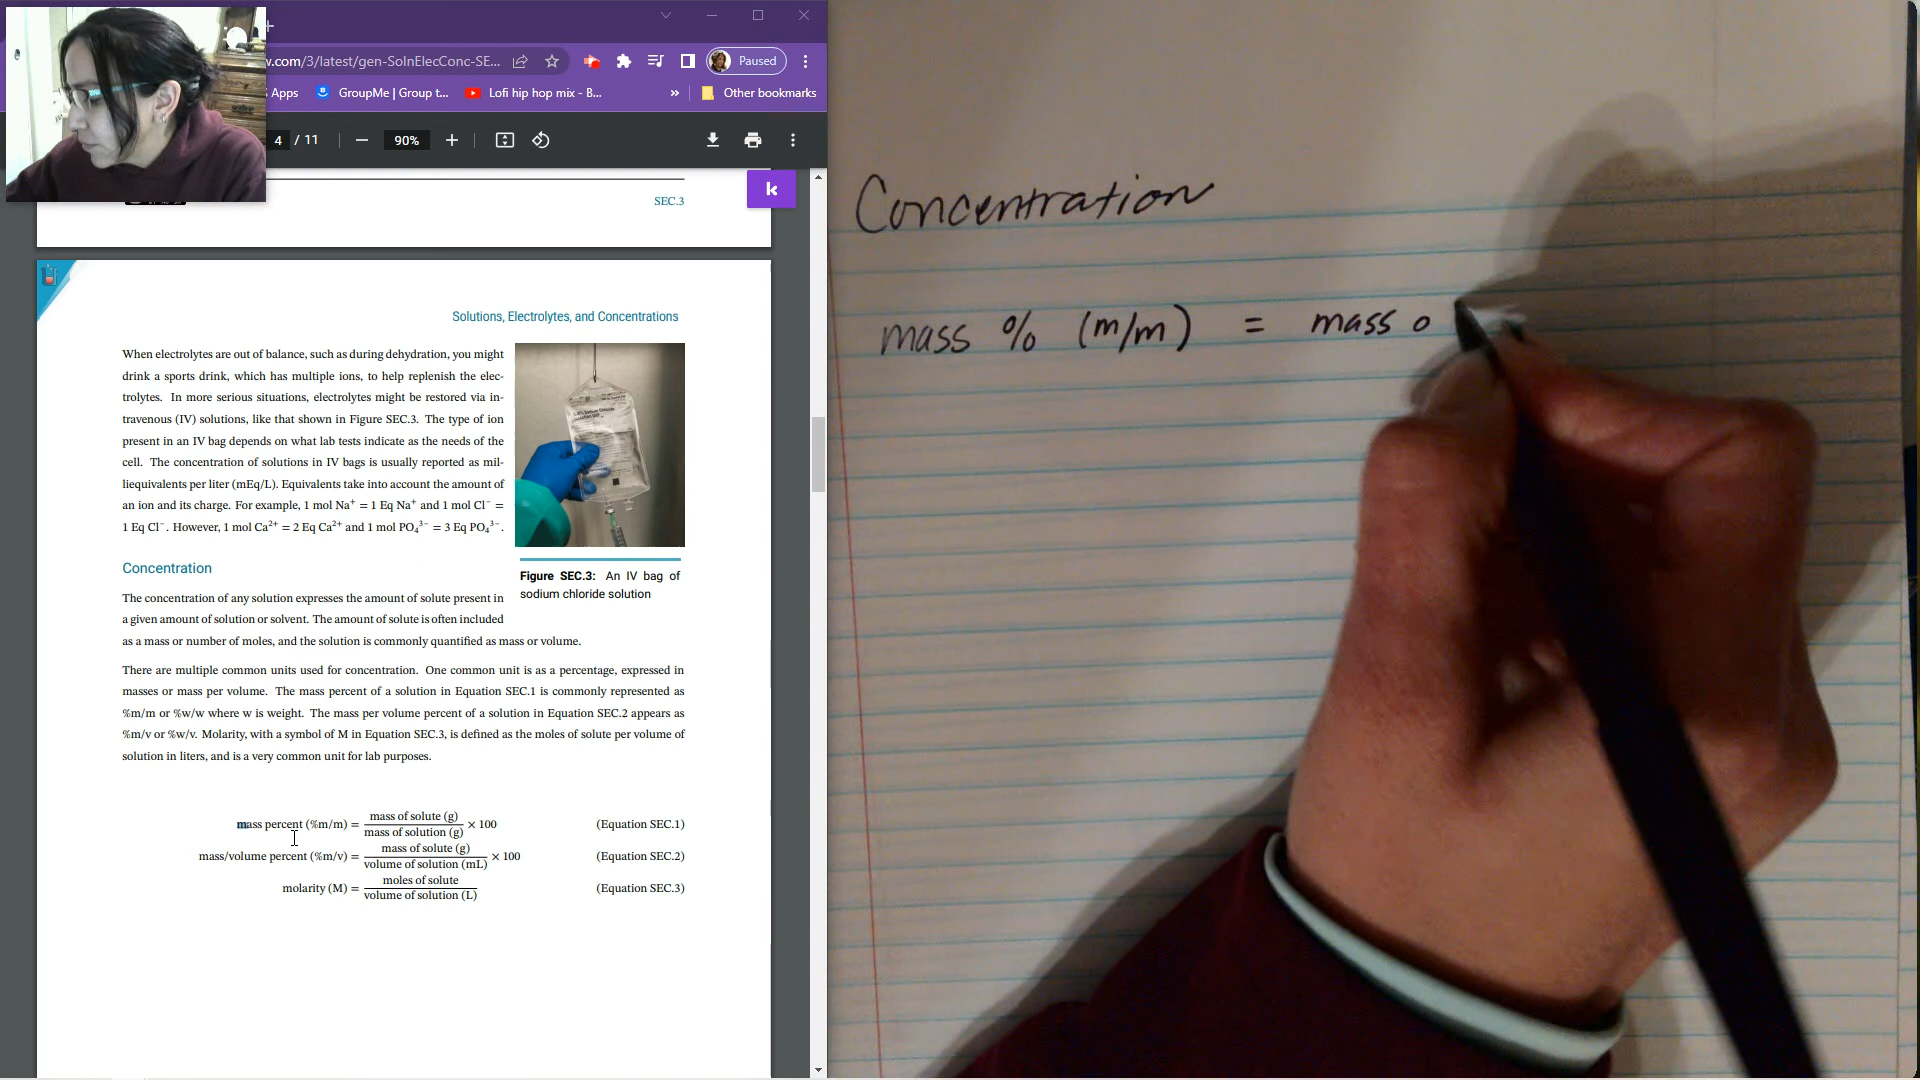 w.com/3/latest/gen-SolnElecConc-SE...
Paused
Apps
GroupMe | Group t...
Lofi hip hop mix - B...
»
Other bookmarks
4 / 11
90%
k
SEC.3
Solutions, Electrolytes, and Concentrations
When electrolytes are out of balance, such as during dehydration, you might
drink a sports drink, which has multiple ions, to help replenish the elec-
trolytes. In more serious situations, electrolytes might be restored via in-
travenous (IV) solutions, like that shown in Figure SEC.3. The type of ion
present in an IV bag depends on what lab tests indicate as the needs of the
cell. The concentration of solutions in IV bags is usually reported as mil-
liequivalents per liter (mEq/L). Equivalents take into account the amount of
an ion and its charge. For example, 1 mol Na⁺ = 1 Eq Na⁺ and 1 mol Cl⁻ =
1 Eq Cl⁻. However, 1 mol Ca²⁺ = 2 Eq Ca²⁺ and 1 mol PO₄³⁻ = 3 Eq PO₄³⁻.
Figure SEC.3: An IV bag of
sodium chloride solution
Concentration
The concentration of any solution expresses the amount of solute present in
a given amount of solution or solvent. The amount of solute is often included
as a mass or number of moles, and the solution is commonly quantified as mass or volume.
There are multiple common units used for concentration. One common unit is as a percentage, expressed in
masses or mass per volume. The mass percent of a solution in Equation SEC.1 is commonly represented as
%m/m or %w/w where w is weight. The mass per volume percent of a solution in Equation SEC.2 appears as
%m/v or %w/v. Molarity, with a symbol of M in Equation SEC.3, is defined as the moles of solute per volume of
solution in liters, and is a very common unit for lab purposes.
mass percent (%m/m) = mass of solute (g) / mass of solution (g) × 100 (Equation SEC.1)
mass/volume percent (%m/v) = mass of solute (g) / volume of solution (mL) × 100 (Equation SEC.2)
molarity (M) = moles of solute / volume of solution (L) (Equation SEC.3)
Concentration
mass % (m/m) = mass o